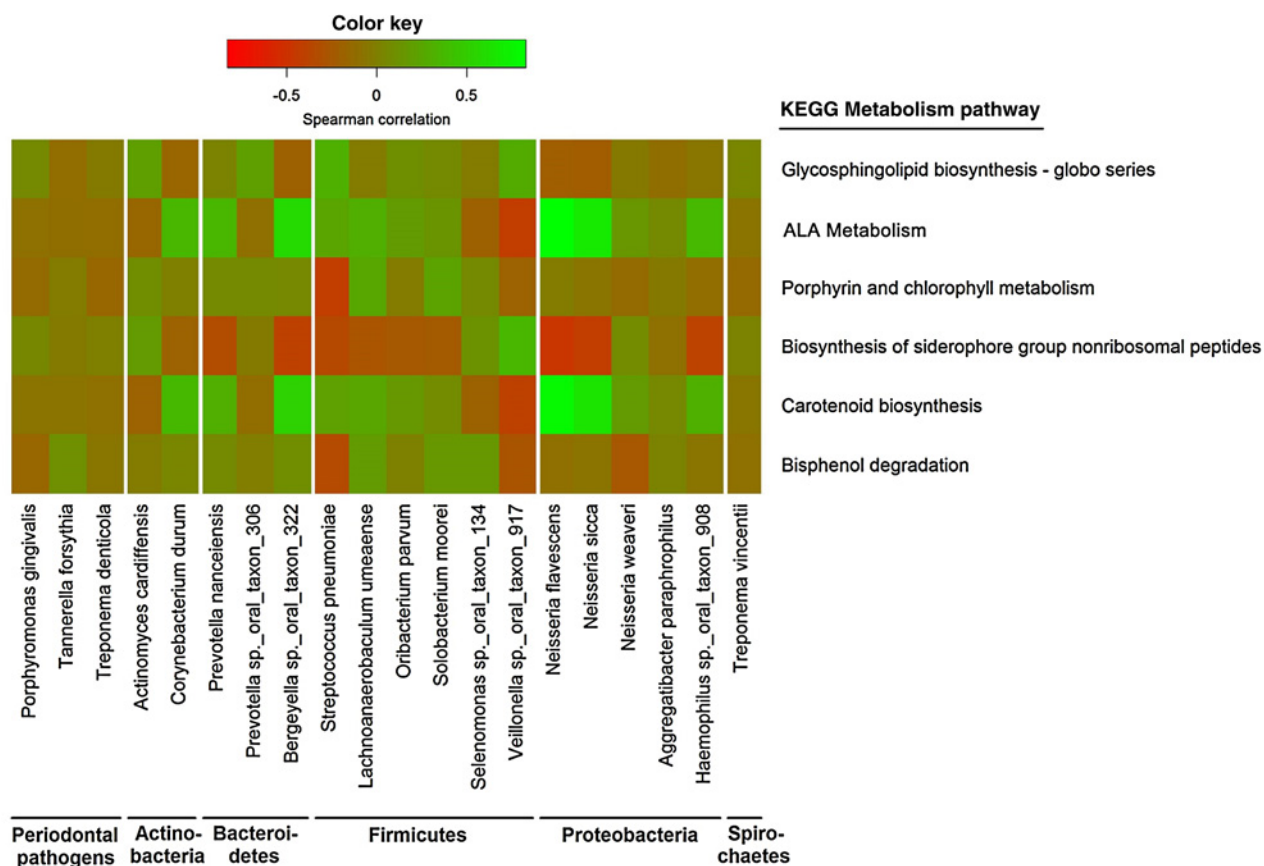 Color key
-0.5 0 0.5
Spearman correlation
KEGG Metabolism pathway
Glycosphingolipid biosynthesis - globo series
ALA Metabolism
Porphyrin and chlorophyll metabolism
Biosynthesis of siderophore group nonribosomal peptides
Carotenoid biosynthesis
Bisphenol degradation
Porphyromonas gingivalis
Tannerella forsythia
Treponema denticola
Actinomyces cardiffensis
Corynebacterium durum
Prevotella nanceiensis
Prevotella sp._oral_taxon_306
Bergeyella sp._oral_taxon_322
Streptococcus pneumoniae
Lachnoanaerobaculum umeaense
Oribacterium parvum
Solobacterium moorei
Selenomonas sp._oral_taxon_134
Veillonella sp._oral_taxon_917
Neisseria flavescens
Neisseria sicca
Neisseria weaveri
Aggregatibacter paraphrophilus
Haemophilus sp._oral_taxon_908
Treponema vincentii
Periodontal
pathogens
Actino-
bacteria
Bacteroi-
detes
Firmicutes
Proteobacteria
Spiro-
chaetes